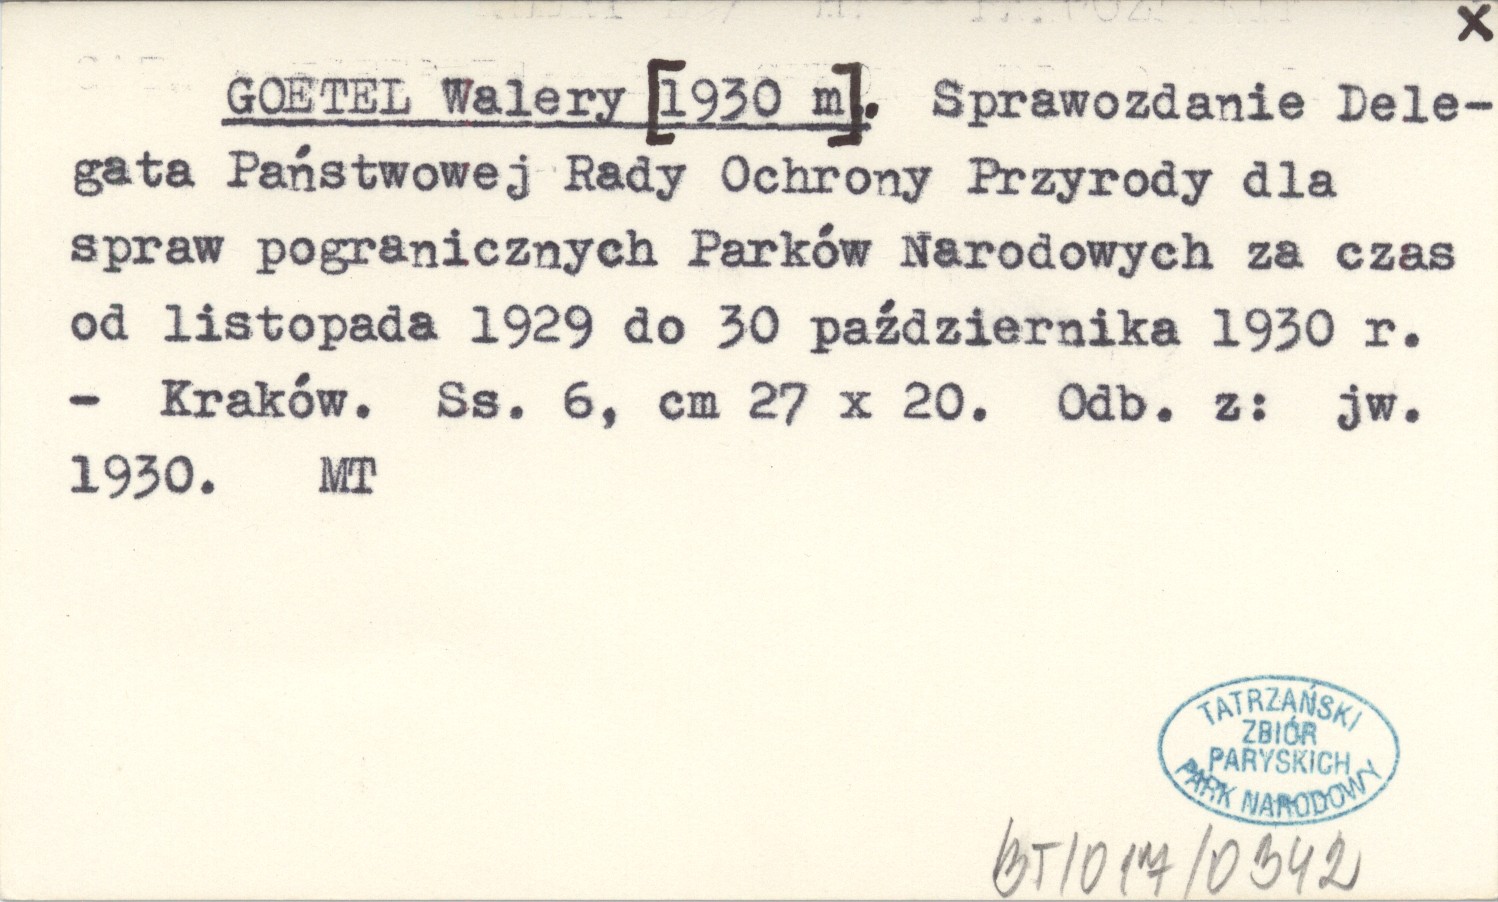 x
GOETEL Walery [1930 m]. Sprawozdanie Dele-
gata Państwowej Rady Ochrony Przyrody dla
spraw pogranicznych Parków Narodowych za czas
od listopada 1929 do 30 października 1930 r.
- Kraków. Ss. 6, cm 27 x 20. Odb. z: jw.
1930. MT
TATRZAŃSKI
ZBIÓR
PARYSKICH
PARK NARODOWY
BT/017/0342